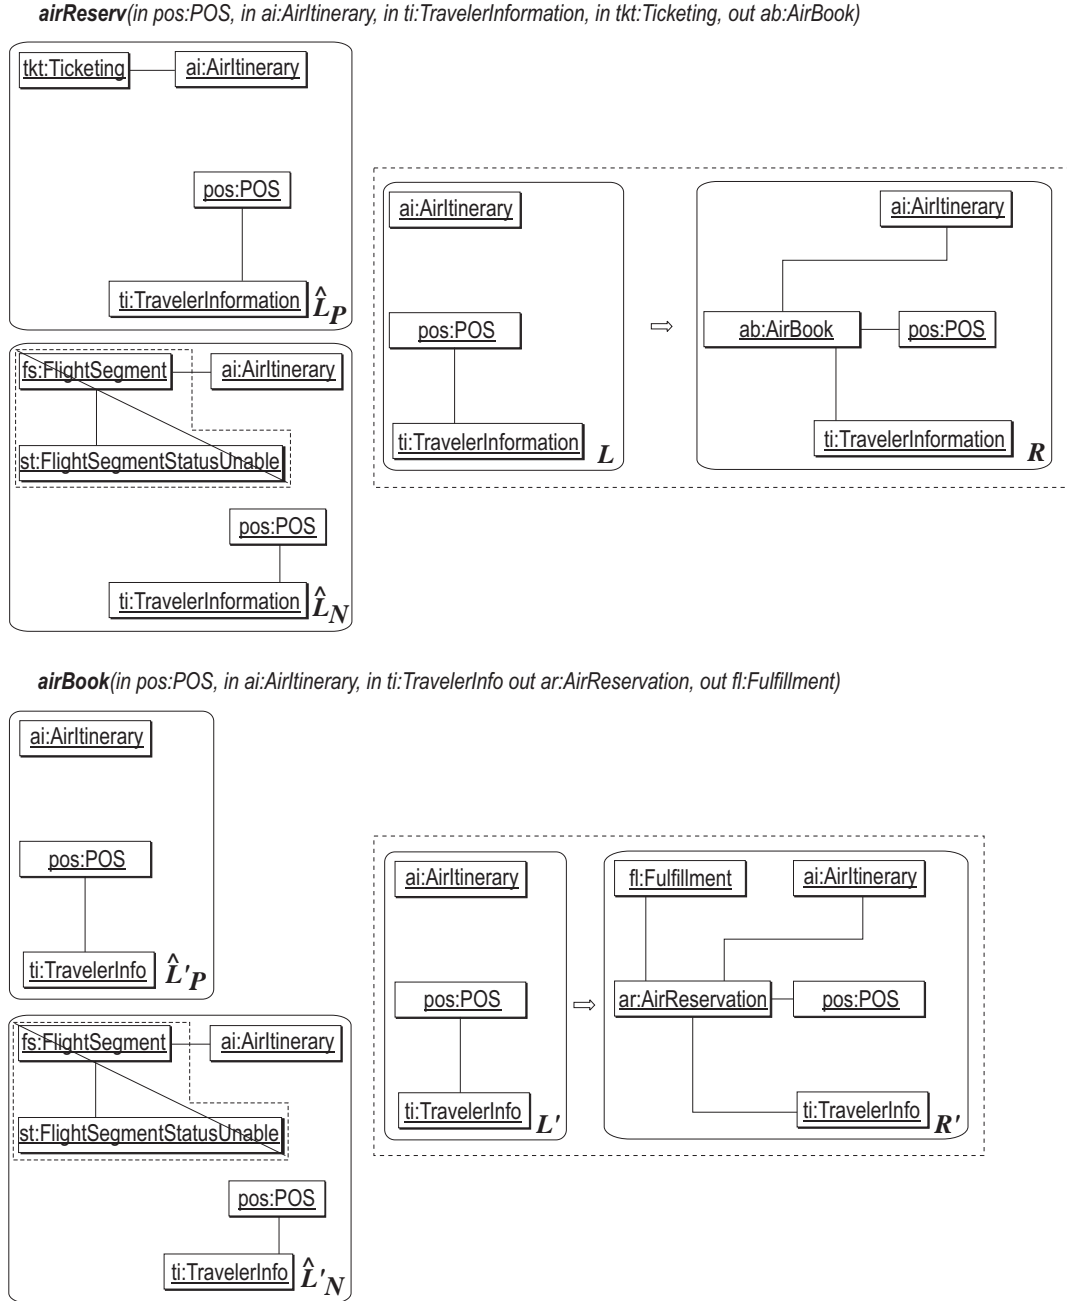 airReserv(in pos:POS, in ai:AirItinerary, in ti:TravelerInformation, in tkt:Ticketing, out ab:AirBook)
tkt:Ticketing
ai:AirItinerary
pos:POS
ti:TravelerInformation
L̂P
fs:FlightSegment
ai:AirItinerary
st:FlightSegmentStatusUnable
pos:POS
ti:TravelerInformation
L̂N
ai:AirItinerary
pos:POS
ti:TravelerInformation
L
⇨
ai:AirItinerary
ab:AirBook
pos:POS
ti:TravelerInformation
R
airBook(in pos:POS, in ai:AirItinerary, in ti:TravelerInfo out ar:AirReservation, out fl:Fulfillment)
ai:AirItinerary
pos:POS
ti:TravelerInfo
L̂'P
fs:FlightSegment
ai:AirItinerary
st:FlightSegmentStatusUnable
pos:POS
ti:TravelerInfo
L̂'N
ai:AirItinerary
pos:POS
ti:TravelerInfo
L'
⇨
fl:Fulfillment
ai:AirItinerary
ar:AirReservation
pos:POS
ti:TravelerInfo
R'